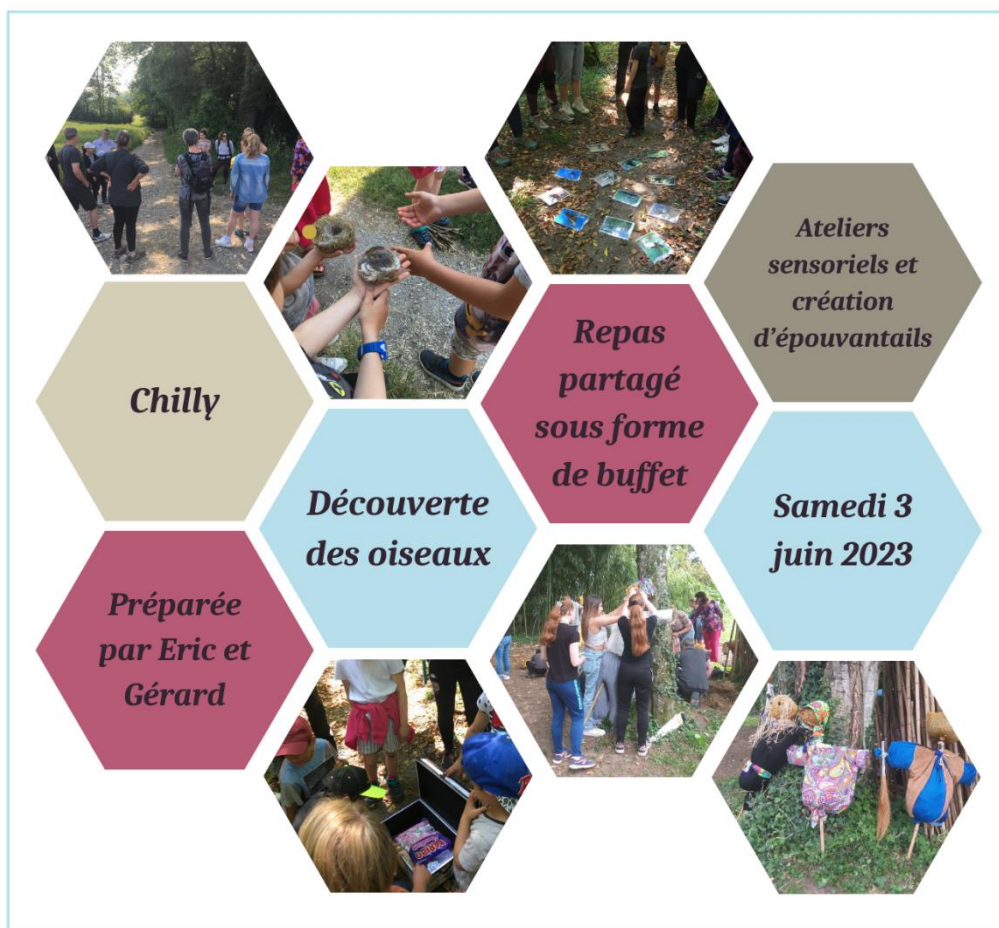 Ateliers
sensoriels et
création
d'épouvantails
Chilly
Repas
partagé
sous forme
de buffet
Découverte
des oiseaux
Samedi 3
juin 2023
Préparée
par Eric et
Gérard